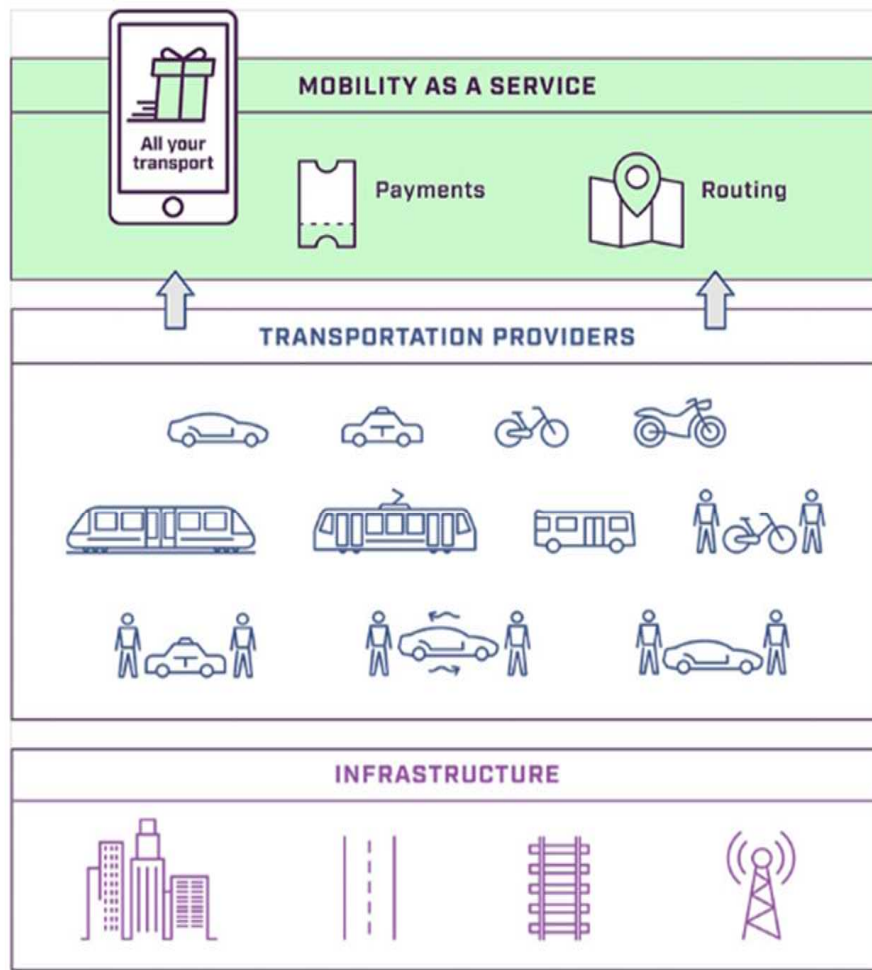 MOBILITY AS A SERVICE
All your
transport
Payments
Routing
TRANSPORTATION PROVIDERS
INFRASTRUCTURE